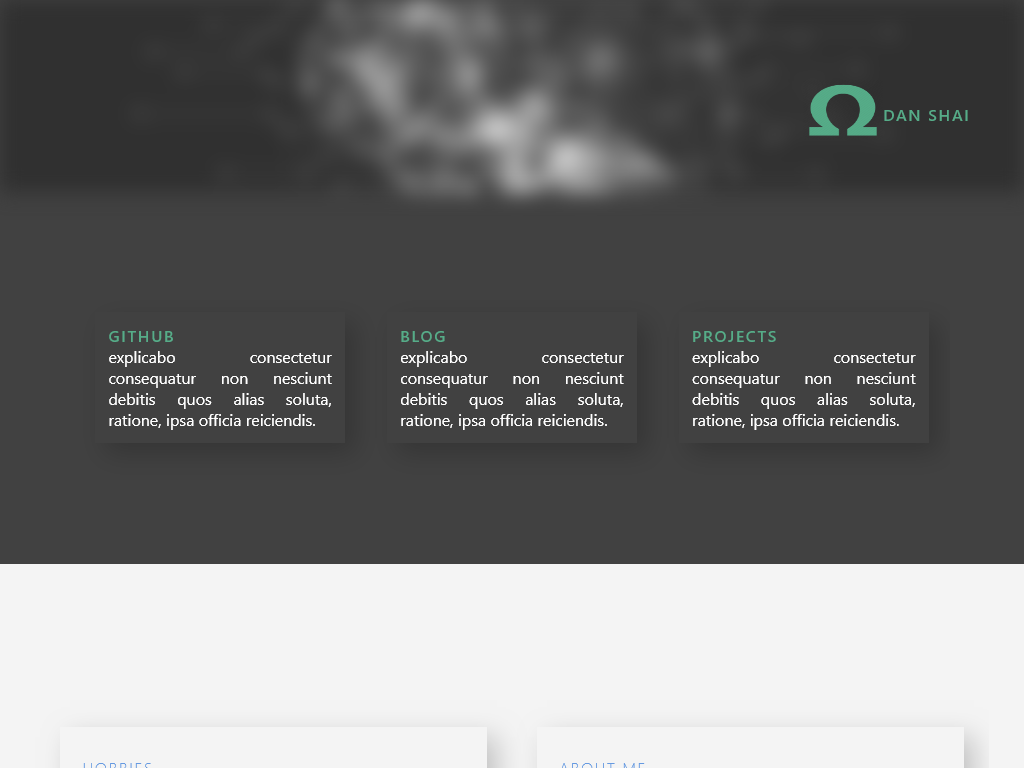 Ω DAN SHAI
GITHUB
explicabo consectetur
consequatur non nesciunt
debitis quos alias soluta,
ratione, ipsa officia reiciendis.
BLOG
explicabo consectetur
consequatur non nesciunt
debitis quos alias soluta,
ratione, ipsa officia reiciendis.
PROJECTS
explicabo consectetur
consequatur non nesciunt
debitis quos alias soluta,
ratione, ipsa officia reiciendis.
HOBBIES
ABOUT ME